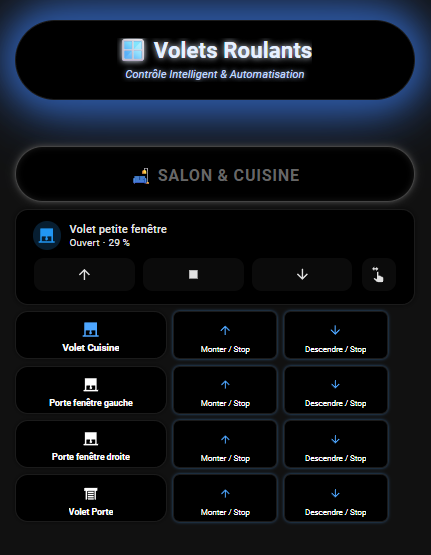 Volets Roulants
Contrôle Intelligent & Automatisation
SALON & CUISINE
Volet petite fenêtre
Ouvert · 29 %
Volet Cuisine
Monter / Stop
Descendre / Stop
Porte fenêtre gauche
Monter / Stop
Descendre / Stop
Porte fenêtre droite
Monter / Stop
Descendre / Stop
Volet Porte
Monter / Stop
Descendre / Stop